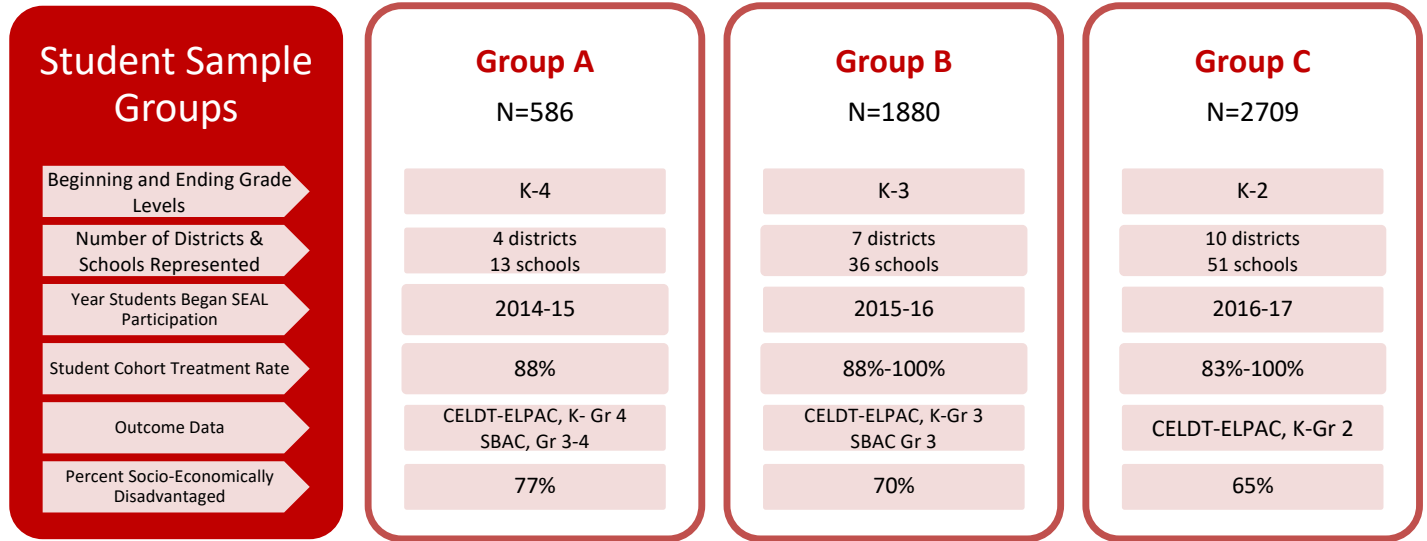 Student Sample
Groups
Beginning and Ending Grade
Levels
Number of Districts &
Schools Represented
Year Students Began SEAL
Participation
Student Cohort Treatment Rate
Outcome Data
Percent Socio-Economically
Disadvantaged
Group A
N=586
K-4
4 districts
13 schools
2014-15
88%
CELDT-ELPAC, K- Gr 4
SBAC, Gr 3-4
77%
Group B
N=1880
K-3
7 districts
36 schools
2015-16
88%-100%
CELDT-ELPAC, K-Gr 3
SBAC Gr 3
70%
Group C
N=2709
K-2
10 districts
51 schools
2016-17
83%-100%
CELDT-ELPAC, K-Gr 2
65%